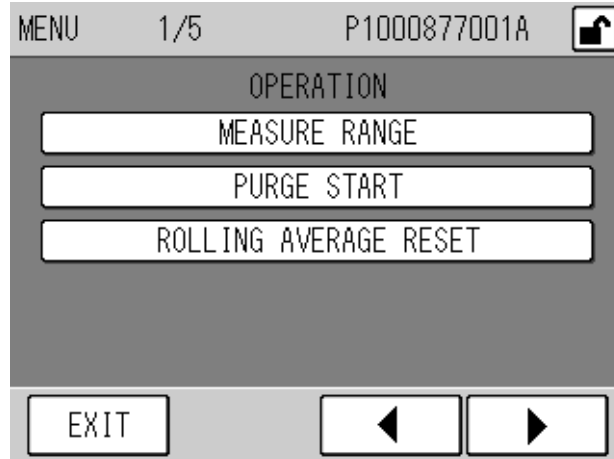 MENU 1/5 P1000877001A
OPERATION
MEASURE RANGE
PURGE START
ROLLING AVERAGE RESET
EXIT